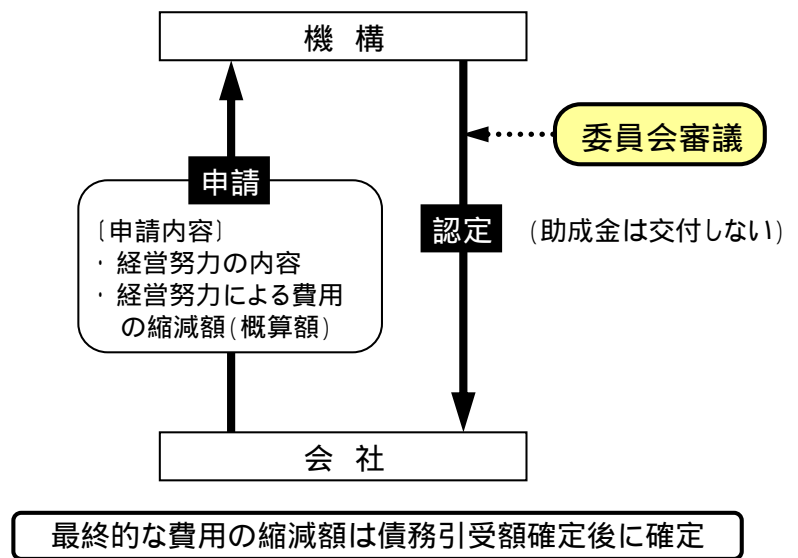 機 構
委員会審議
申請
認定 (助成金は交付しない)
〔申請内容〕
・ 経営努力の内容
・ 経営努力による費用
の縮減額(概算額)
会 社
最終的な費用の縮減額は債務引受額確定後に確定